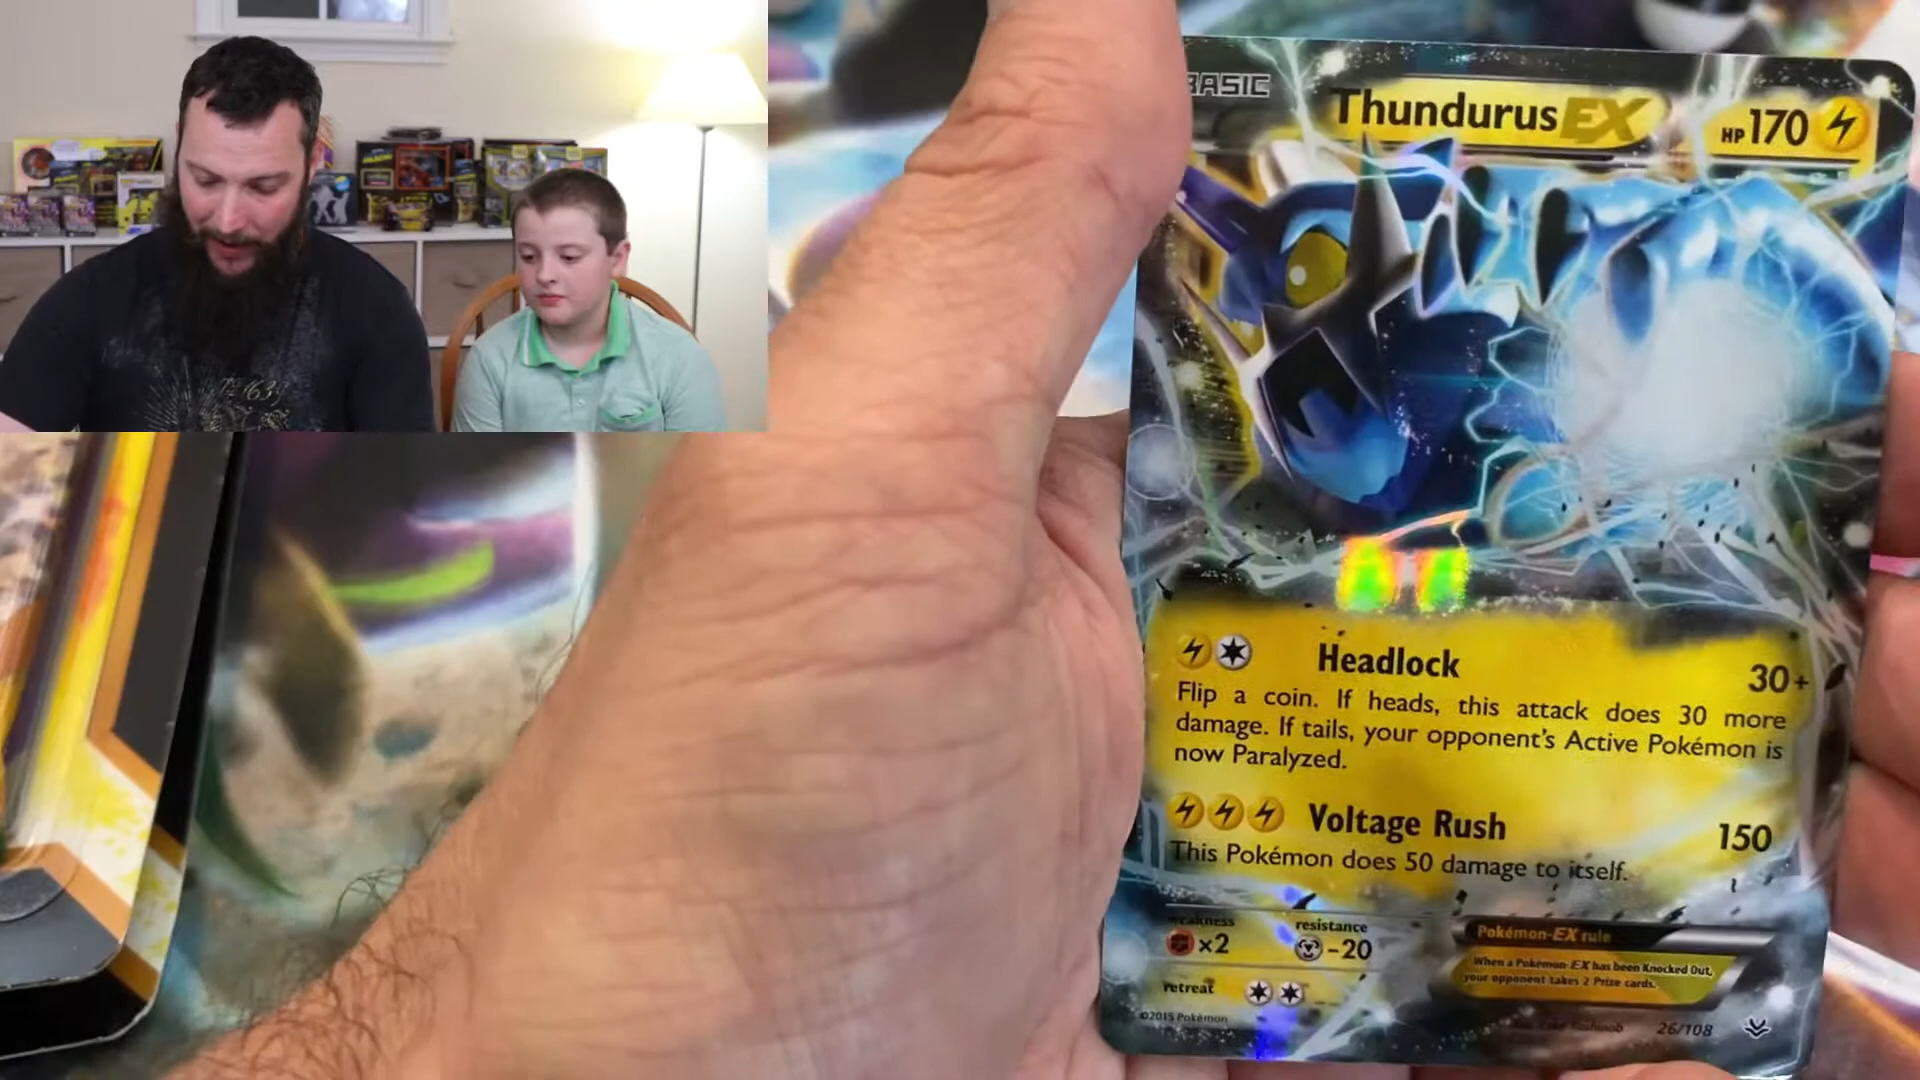 BASIC
Thundurus EX
HP 170
Headlock
30+
Flip a coin. If heads, this attack does 30 more
damage. If tails, your opponent's Active Pokémon is
now Paralyzed.
Voltage Rush
150
This Pokémon does 50 damage to itself.
weakness
x2
resistance
-20
retreat
Pokémon-EX rule
When a Pokémon-EX has been Knocked Out,
your opponent takes 2 Prize cards.
©2015 Pokémon
26/108